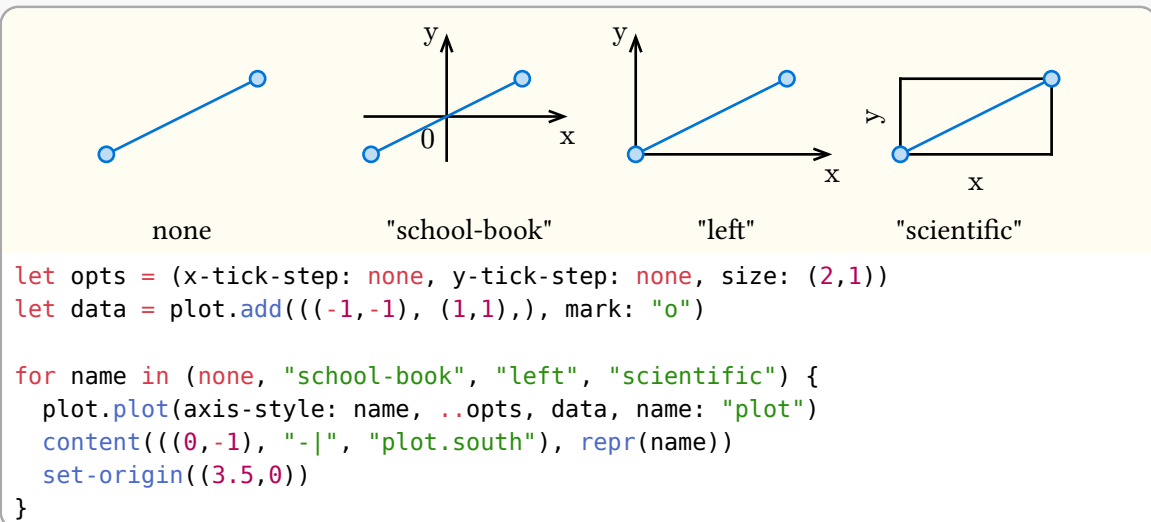 y y
0 x x y x
none "school-book" "left" "scientific"
let opts = (x-tick-step: none, y-tick-step: none, size: (2,1))
let data = plot.add(((-1,-1), (1,1),), mark: "o")
for name in (none, "school-book", "left", "scientific") {
  plot.plot(axis-style: name, ..opts, data, name: "plot")
  content(((0,-1), "-|", "plot.south"), repr(name))
  set-origin((3.5,0))
}